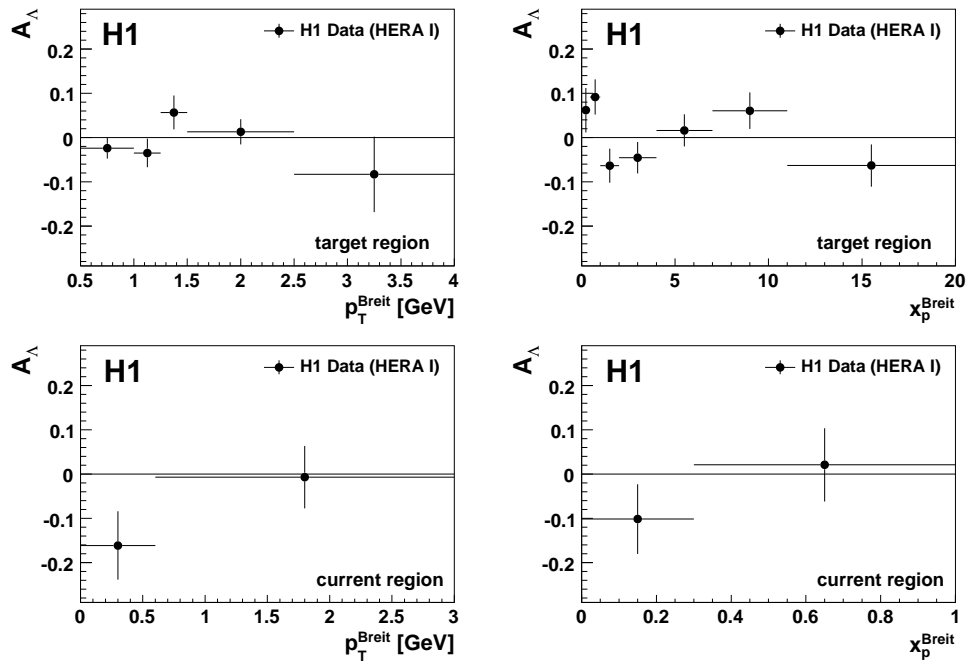 A_Λ
H1
H1 Data (HERA I)
0.2
0.1
0
-0.1
-0.2
target region
0.5 1 1.5 2 2.5 3 3.5 4
p_T^Breit [GeV]
A_Λ
H1
H1 Data (HERA I)
0.2
0.1
0
-0.1
-0.2
target region
0 5 10 15 20
x_p^Breit
A_Λ
H1
H1 Data (HERA I)
0.2
0.1
0
-0.1
-0.2
current region
0 0.5 1 1.5 2 2.5 3
p_T^Breit [GeV]
A_Λ
H1
H1 Data (HERA I)
0.2
0.1
0
-0.1
-0.2
current region
0 0.2 0.4 0.6 0.8 1
x_p^Breit